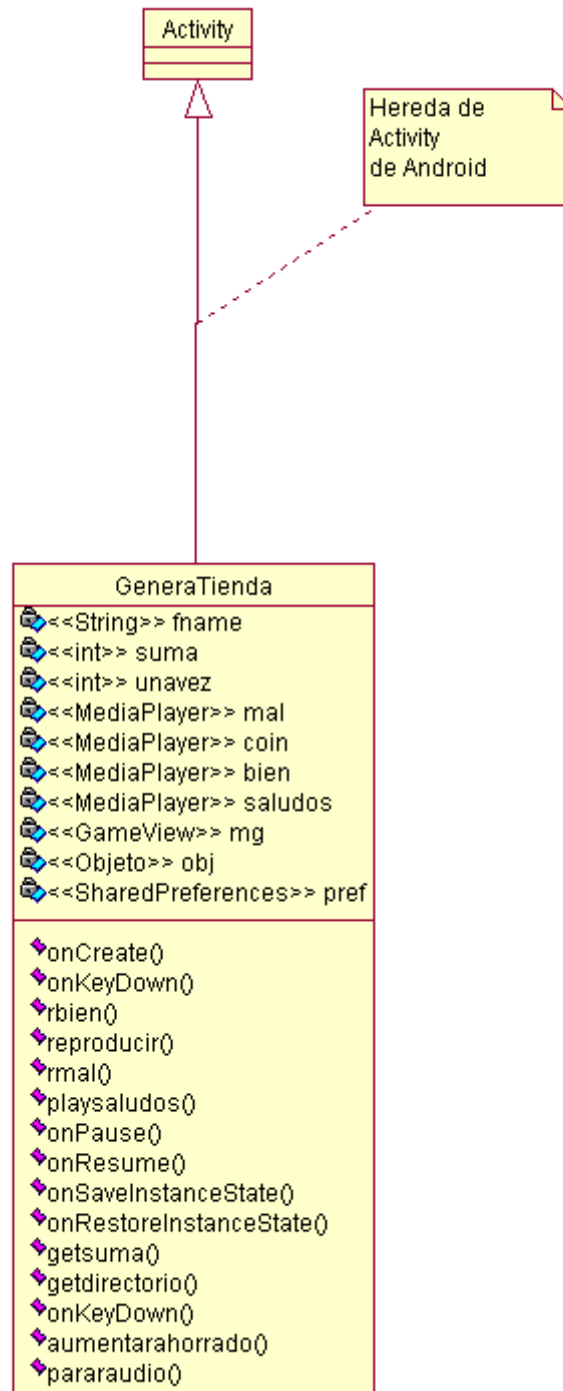 Activity
Hereda de
Activity
de Android
GeneraTienda
<<String>> fname
<<int>> suma
<<int>> unavez
<<MediaPlayer>> mal
<<MediaPlayer>> coin
<<MediaPlayer>> bien
<<MediaPlayer>> saludos
<<GameView>> mg
<<Objeto>> obj
<<SharedPreferences>> pref
onCreate()
onKeyDown()
rbien()
reproducir()
rmal()
playsaludos()
onPause()
onResume()
onSaveInstanceState()
onRestoreInstanceState()
getsuma()
getdirectorio()
onKeyDown()
aumentarahorrado()
pararaudio()